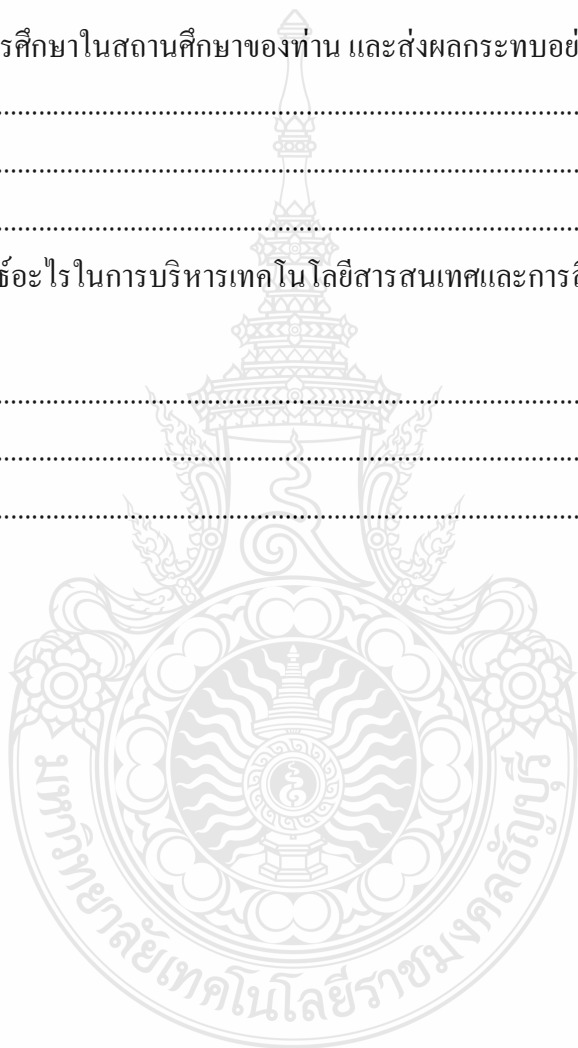 รศึกษาในสถานศึกษาของท่าน และส่งผลกระทบอย่
................................................................................
................................................................................
................................................................................
ธ์อะไรในการบริหารเทคโนโลยีสารสนเทศและการสื
................................................................................
................................................................................
................................................................................
มหาวิทยาลัยเทคโนโลยีราชมงคลธัญบุรี